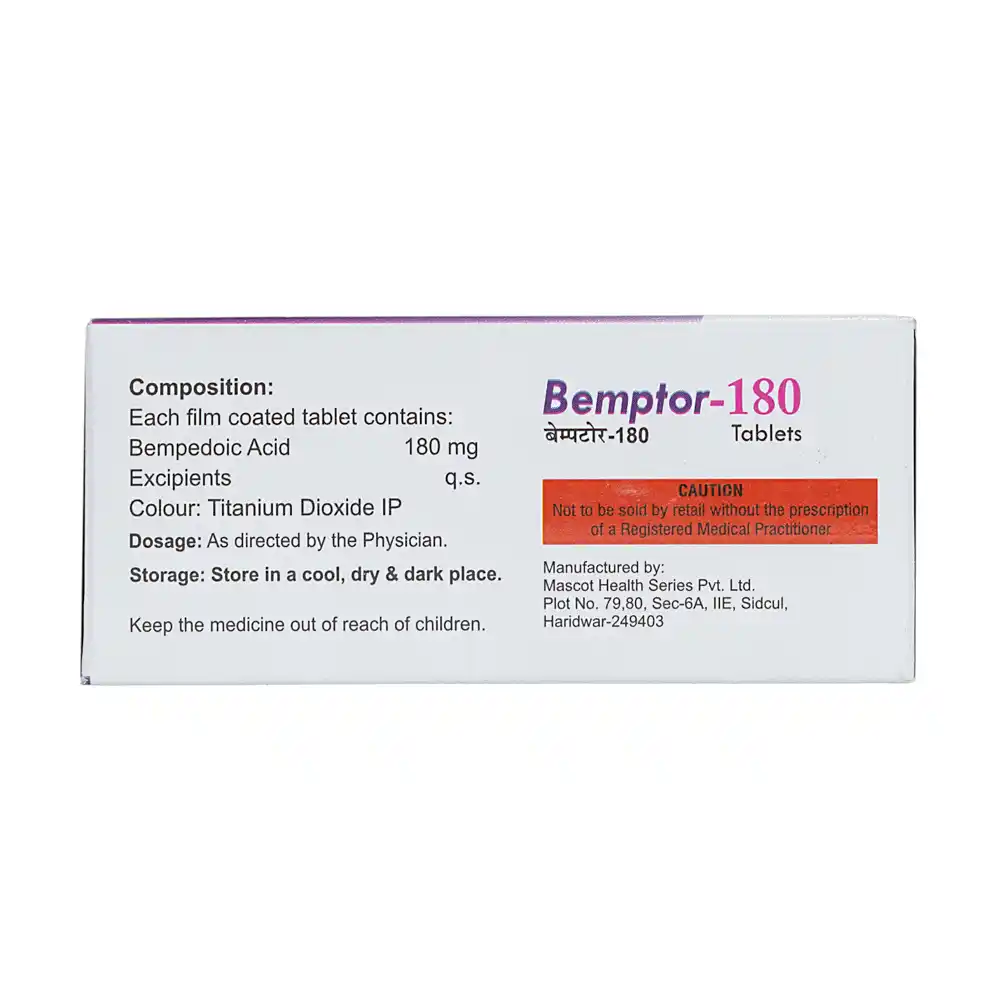 Composition:
Each film coated tablet contains:
Bempedoic Acid 180 mg
Excipients q.s.
Colour: Titanium Dioxide IP
Dosage: As directed by the Physician.
Storage: Store in a cool, dry & dark place.
Keep the medicine out of reach of children.
Bemptor-180
बेम्पटोर-180 Tablets
CAUTION
Not to be sold by retail without the prescription
of a Registered Medical Practitioner
Manufactured by:
Mascot Health Series Pvt. Ltd.
Plot No. 79,80, Sec-6A, IIE, Sidcul,
Haridwar-249403